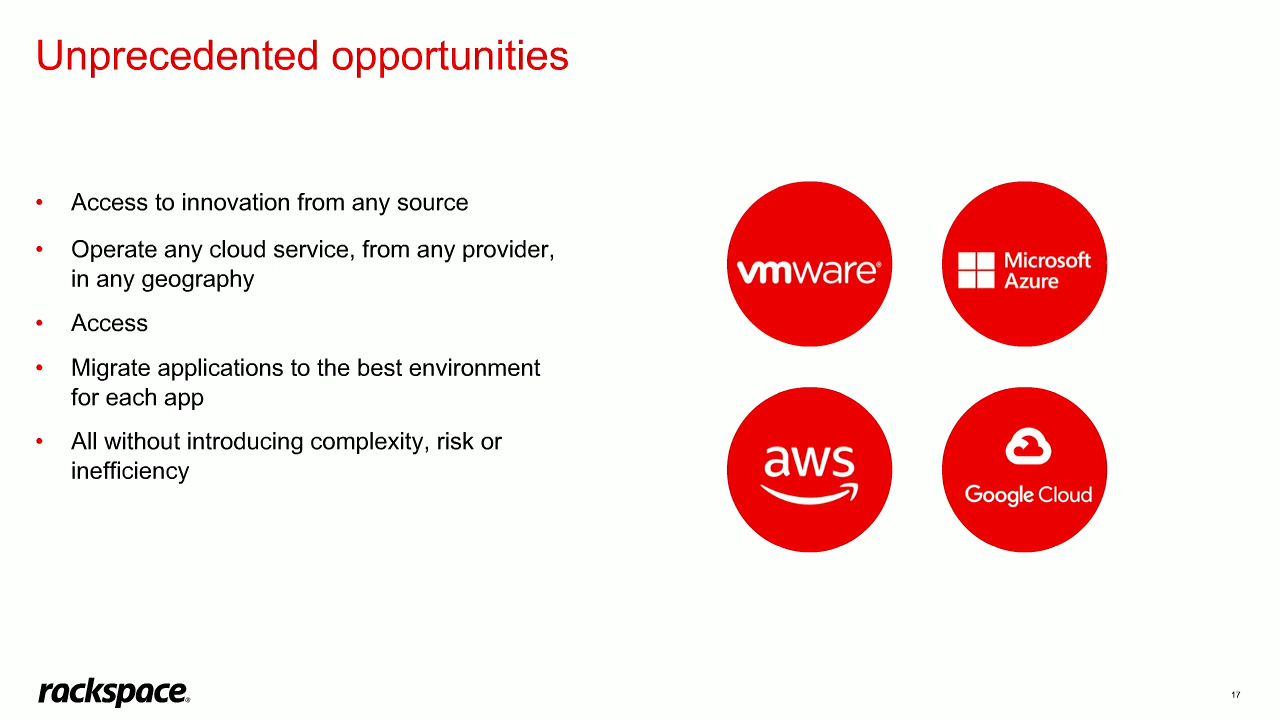 Unprecedented opportunities
• Access to innovation from any source
• Operate any cloud service, from any provider,
in any geography
• Access
• Migrate applications to the best environment
for each app
• All without introducing complexity, risk or
inefficiency
vmware®
Microsoft
Azure
aws
Google Cloud
rackspace®
17